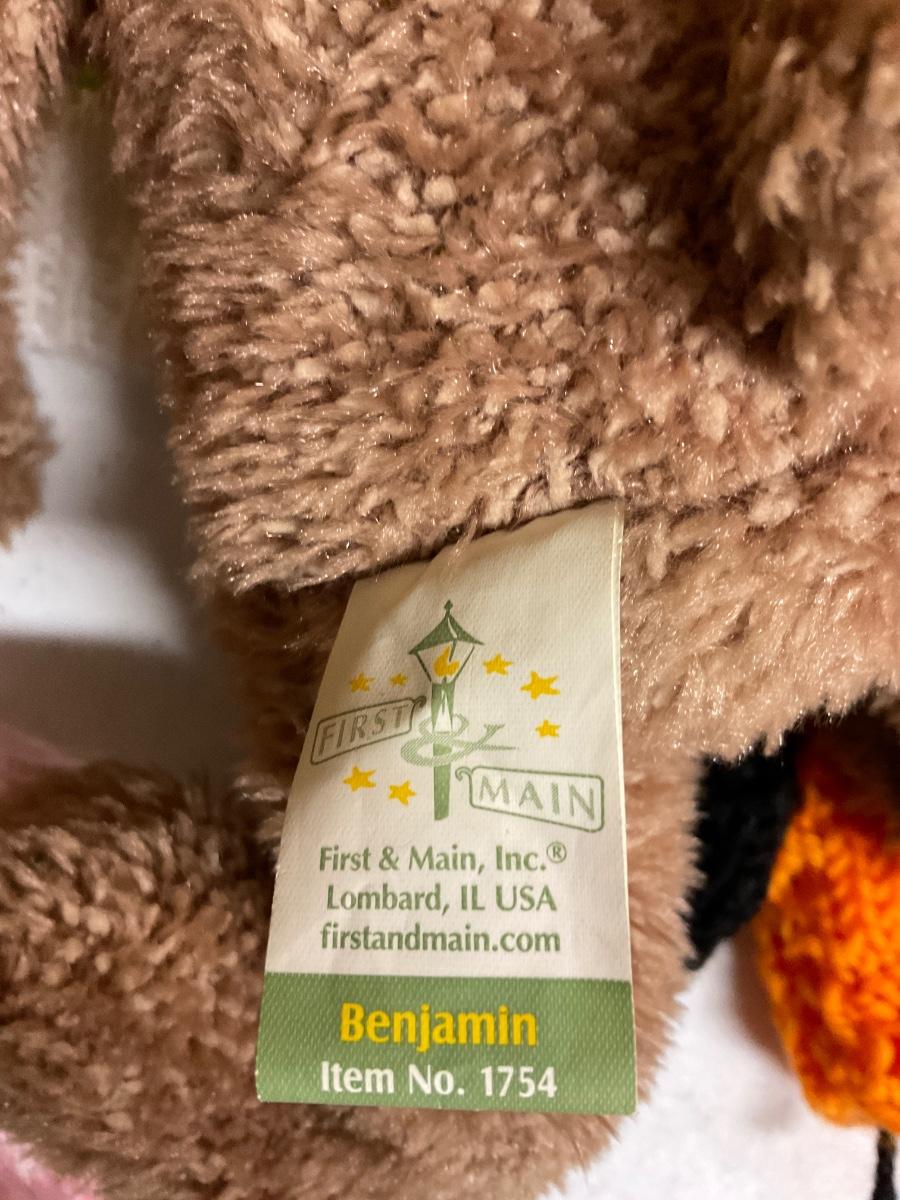 FIRST
&
MAIN
First & Main, Inc.®
Lombard, IL USA
firstandmain.com
Benjamin
Item No. 1754